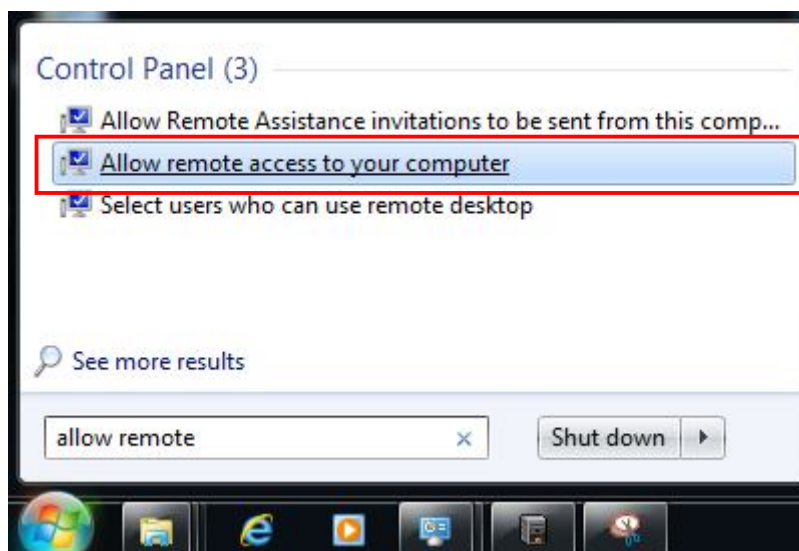 Control Panel (3)
Allow Remote Assistance invitations to be sent from this comp...
Allow remote access to your computer
Select users who can use remote desktop
See more results
allow remote
Shut down